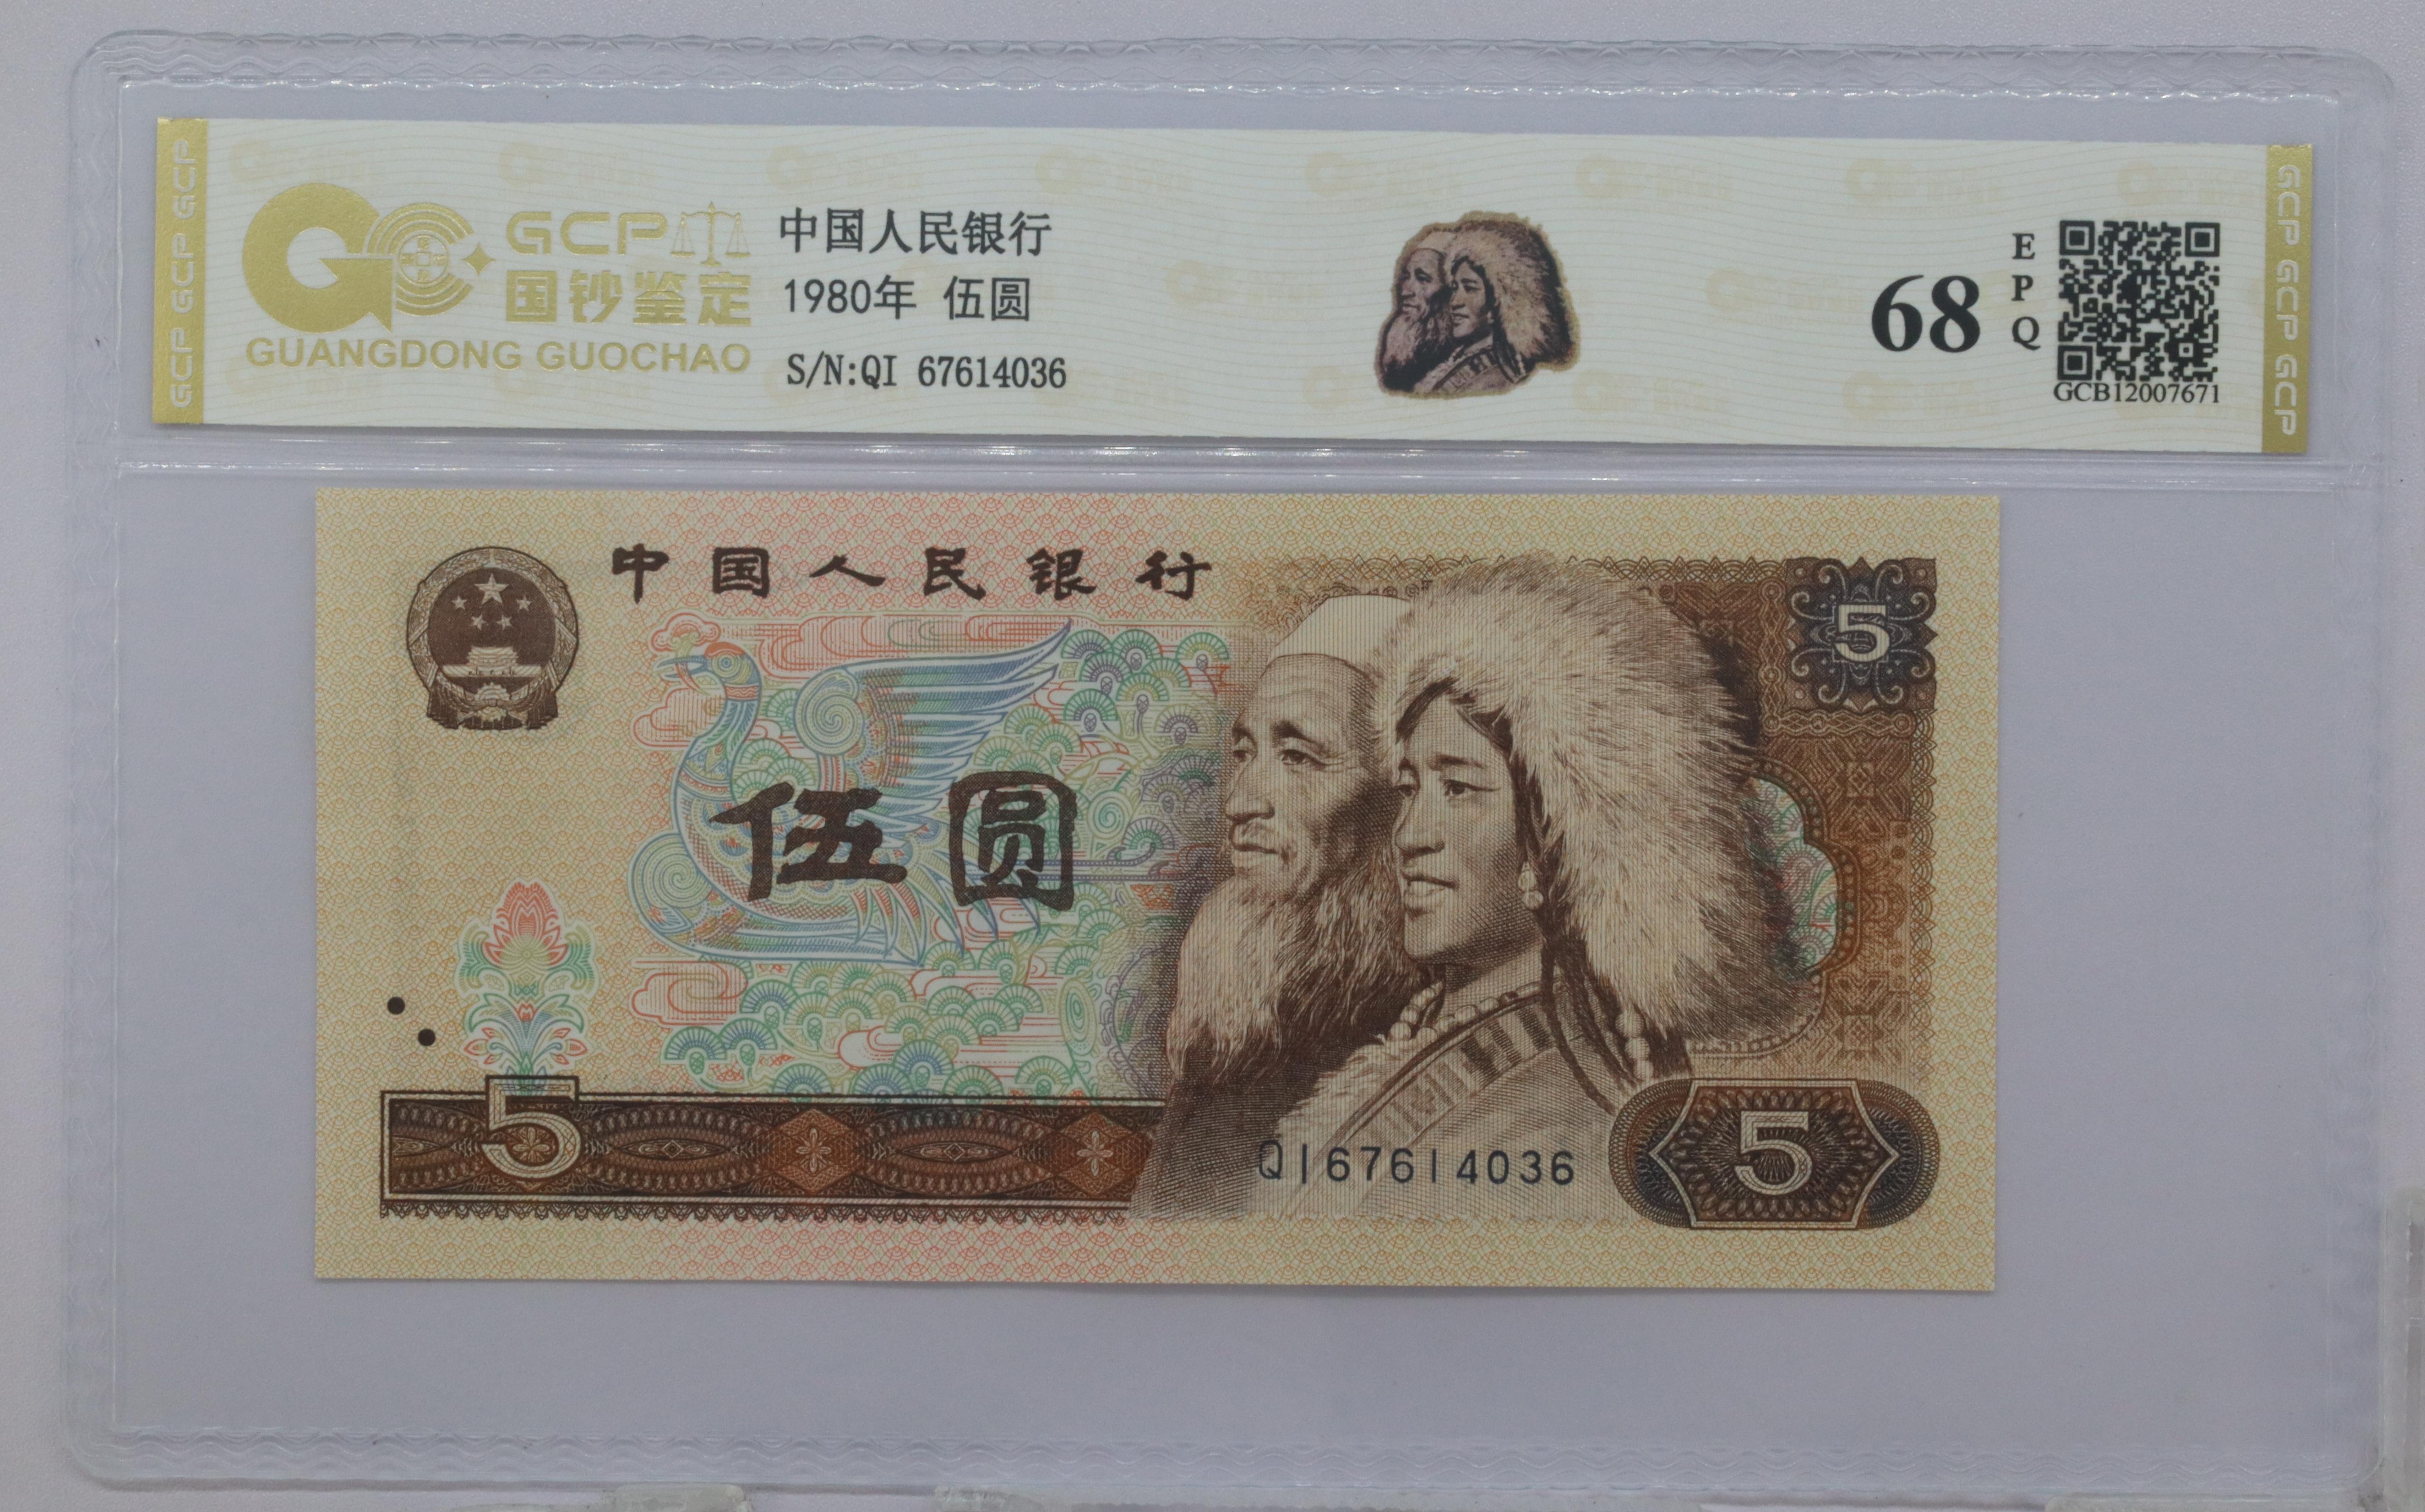 GCP GCP GCP
GCP
国钞鉴定
GUANGDONG GUOCHAO
中国人民银行
1980年 伍圆
S/N:QI 67614036
68
EPQ
GCB12007671
GCP GCP GCP
中国人民银行
5
伍圆
5
QI67614036
5